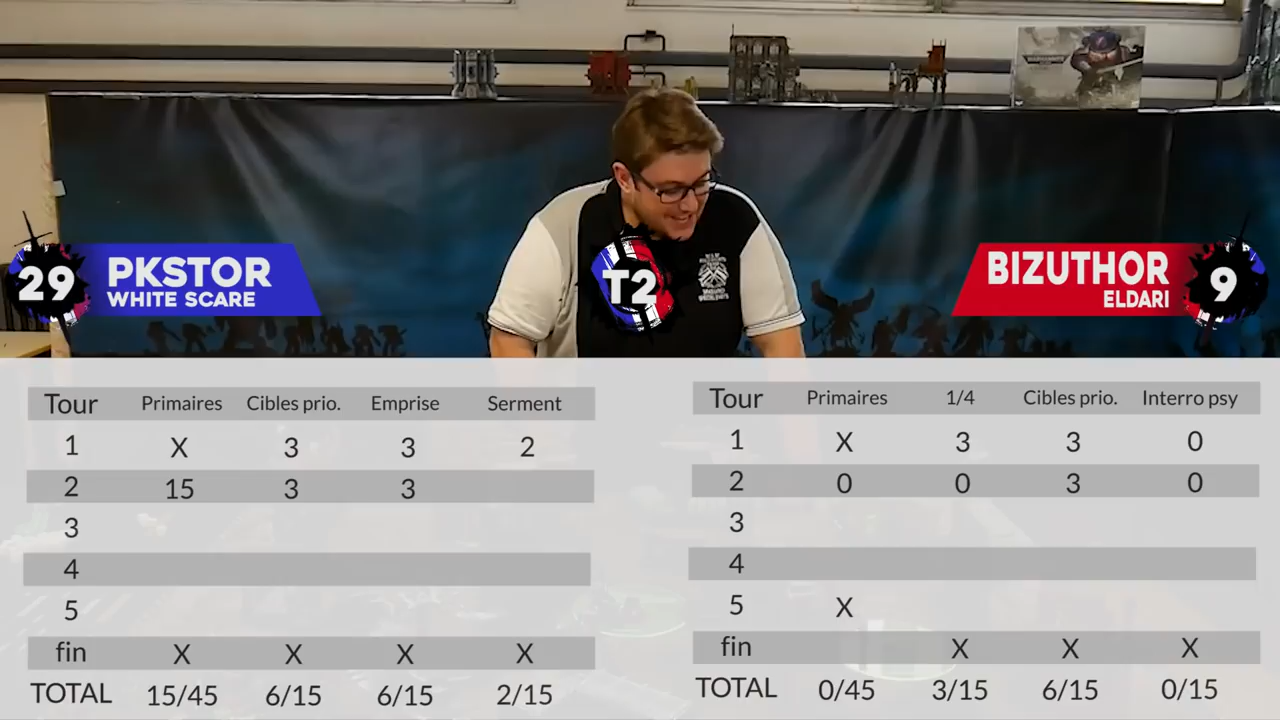 29
PKSTOR
WHITE SCARE
T2
BIZUTHOR
ELDARI
9
Tour Primaires Cibles prio. Emprise Serment
1 X 3 3 2
2 15 3 3
3
4
5
fin X X X X
TOTAL 15/45 6/15 6/15 2/15
Tour Primaires 1/4 Cibles prio. Interro psy
1 X 3 3 0
2 0 0 3 0
3
4
5 X
fin X X X
TOTAL 0/45 3/15 6/15 0/15